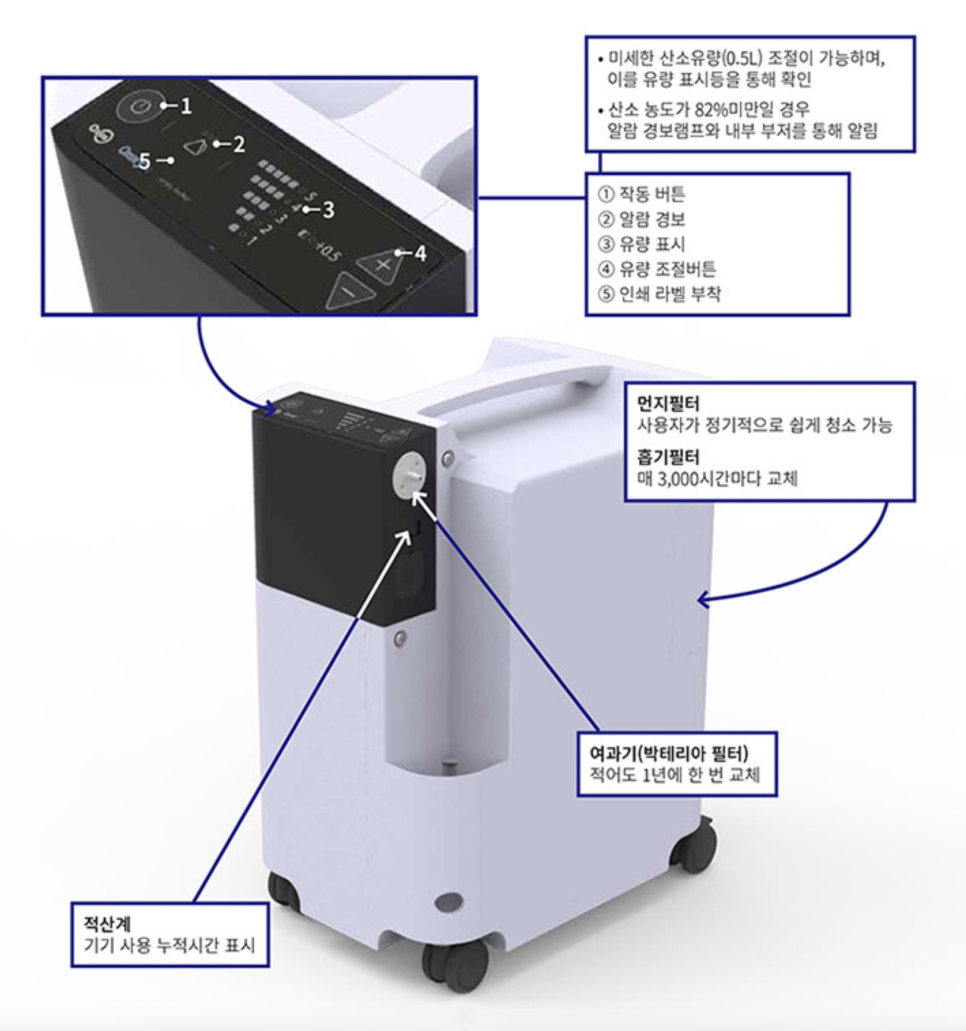 • 미세한 산소유량(0.5L) 조절이 가능하며,
이를 유량 표시등을 통해 확인
• 산소 농도가 82%미만일 경우
알람 경보램프와 내부 부저를 통해 알림
1
2
5
5
4
3
3
2
1
+0.5
4
① 작동 버튼
② 알람 경보
③ 유량 표시
④ 유량 조절버튼
⑤ 인쇄 라벨 부착
먼지필터
사용자가 정기적으로 쉽게 청소 가능
흡기필터
매 3,000시간마다 교체
여과기(박테리아 필터)
적어도 1년에 한 번 교체
적산계
기기 사용 누적시간 표시